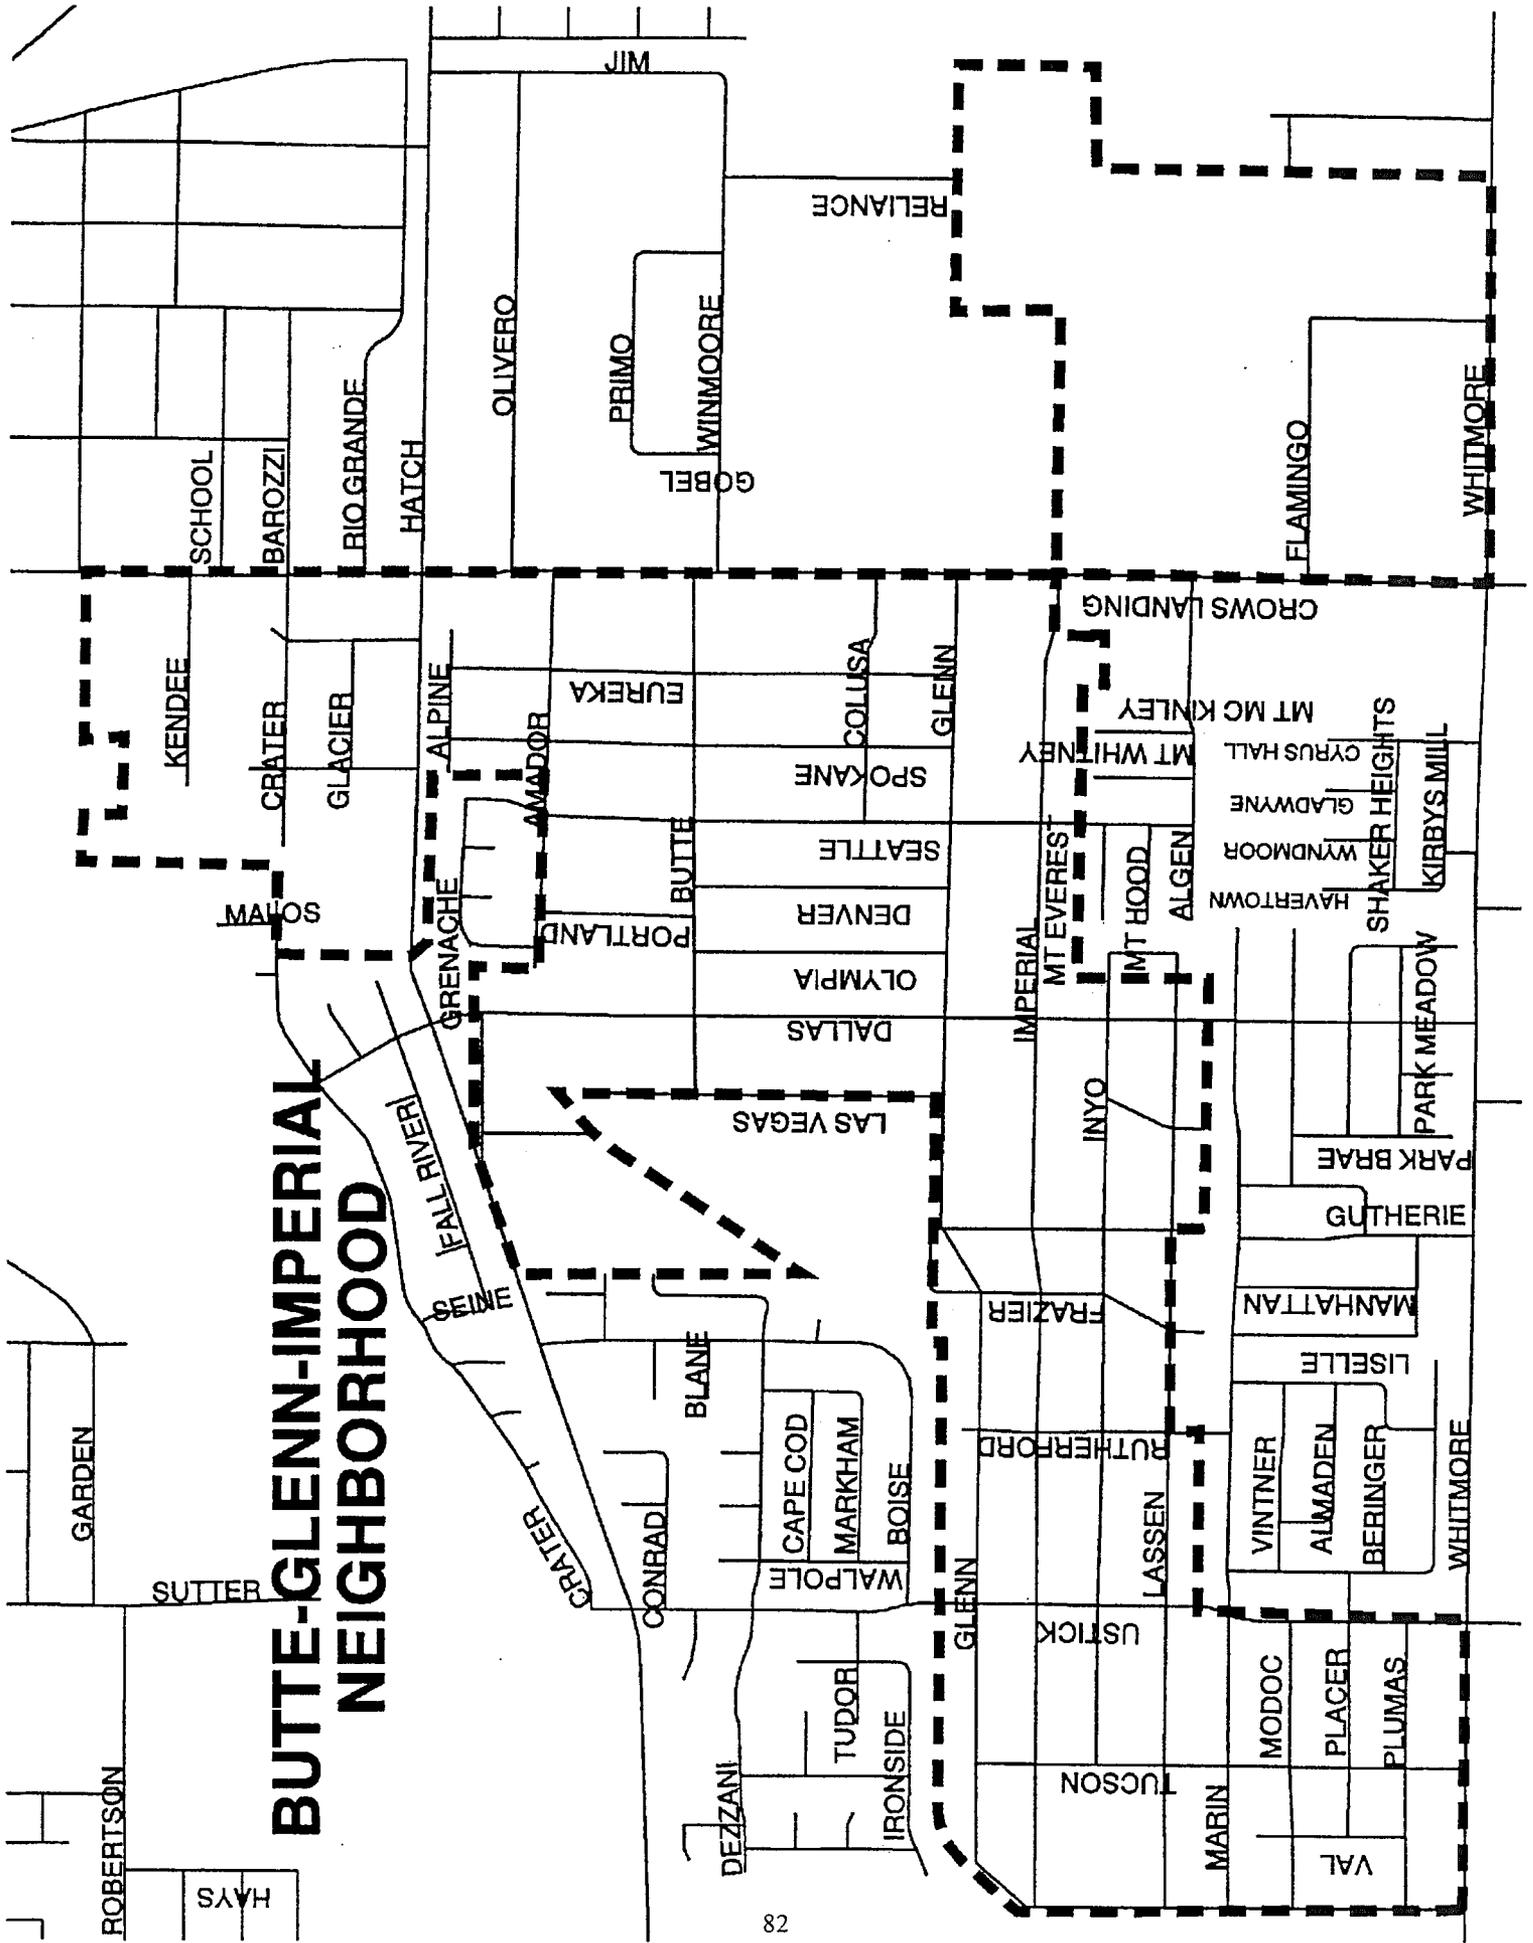 BUTTE-GLENN-IMPERIAL
NEIGHBORHOOD
JIM
RELIANCE
OLIVERO
PRIMO
WINMOORE
GOBEL
SCHOOL
BAROZZI
RIO GRANDE
HATCH
FLAMINGO
WHITMORE
CROWS LANDING
KENDEE
CRATER
GLACIER
ALPINE
AMADOR
EUREKA
COLUSA
GLENN
SPOKANE
MT MC KINLEY
MT WHITNEY
CYRUS HALL
SHAKER HEIGHTS
KIRBYS MILL
GLADWYNE
WYNDMOOR
HAVERTOWN
BUTTE
SEATTLE
MT EVEREST
MT HOOD
ALGEN
MALOS
GRENACHE
PORTLAND
DENVER
OLYMPIA
DALLAS
IMPERIAL
PARK MEADOW
LAS VEGAS
INYO
PARK BRAE
GUTHERIE
FALL RIVER
SEINE
FRAZIER
MANHATTAN
LISELLE
BLANE
CAPE COD
MARKHAM
BOISE
RUTHERFORD
VINTNER
ALMADEN
BERINGER
WHITMORE
GARDEN
SUTTER
CRATER
CONRAD
WALPOLE
GLENN
LASSEN
USTICK
MODOC
PLACER
PLUMAS
TUDOR
IRONSIDE
DEZZANI
TUCSON
MARIN
VAL
ROBERTSON
HAYS
82